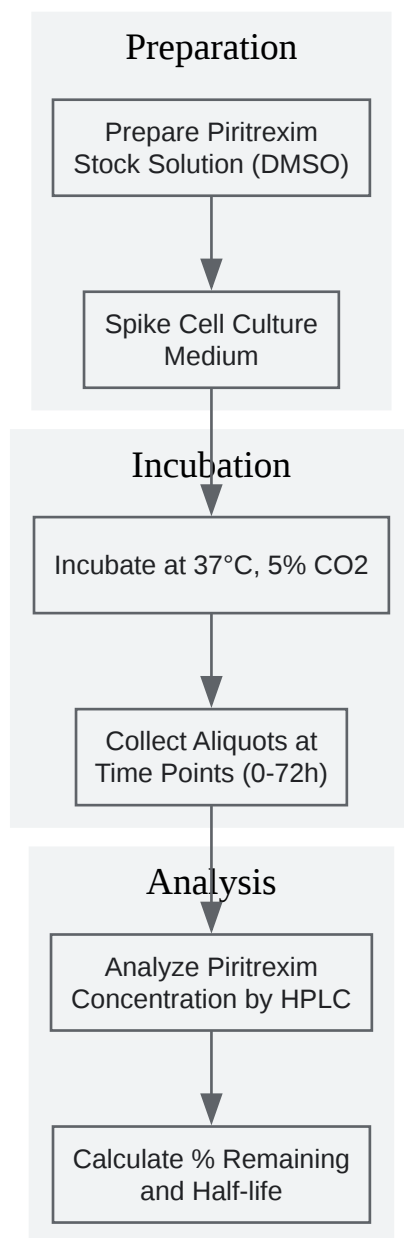 Preparation
Prepare Piritrexim
Stock Solution (DMSO)
Spike Cell Culture
Medium
Incubation
Incubate at 37°C, 5% CO2
Collect Aliquots at
Time Points (0-72h)
Analysis
Analyze Piritrexim
Concentration by HPLC
Calculate % Remaining
and Half-life